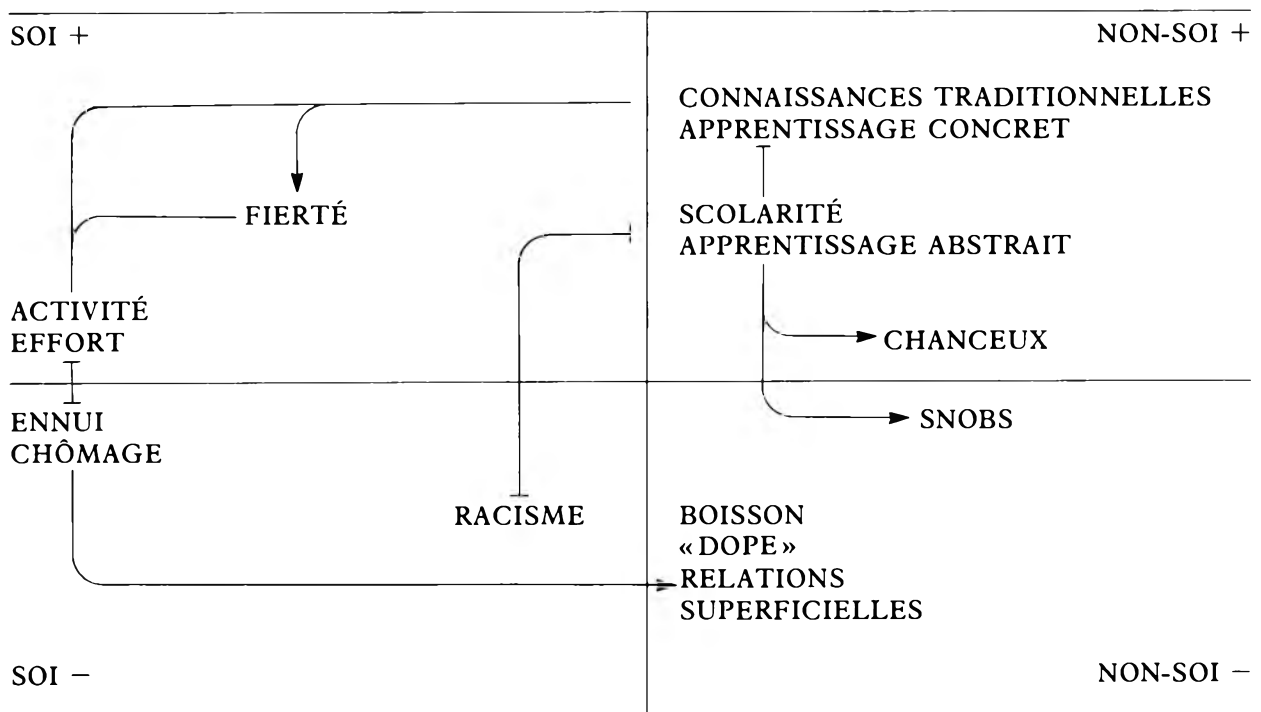 SOI +
NON-SOI +
CONNAISSANCES TRADITIONNELLES
APPRENTISSAGE CONCRET
FIERTÉ
SCOLARITÉ
APPRENTISSAGE ABSTRAIT
ACTIVITÉ
EFFORT
CHANCEUX
ENNUI
CHÔMAGE
SNOBS
RACISME
BOISSON
«DOPE»
RELATIONS
SUPERFICIELLES
SOI −
NON-SOI −